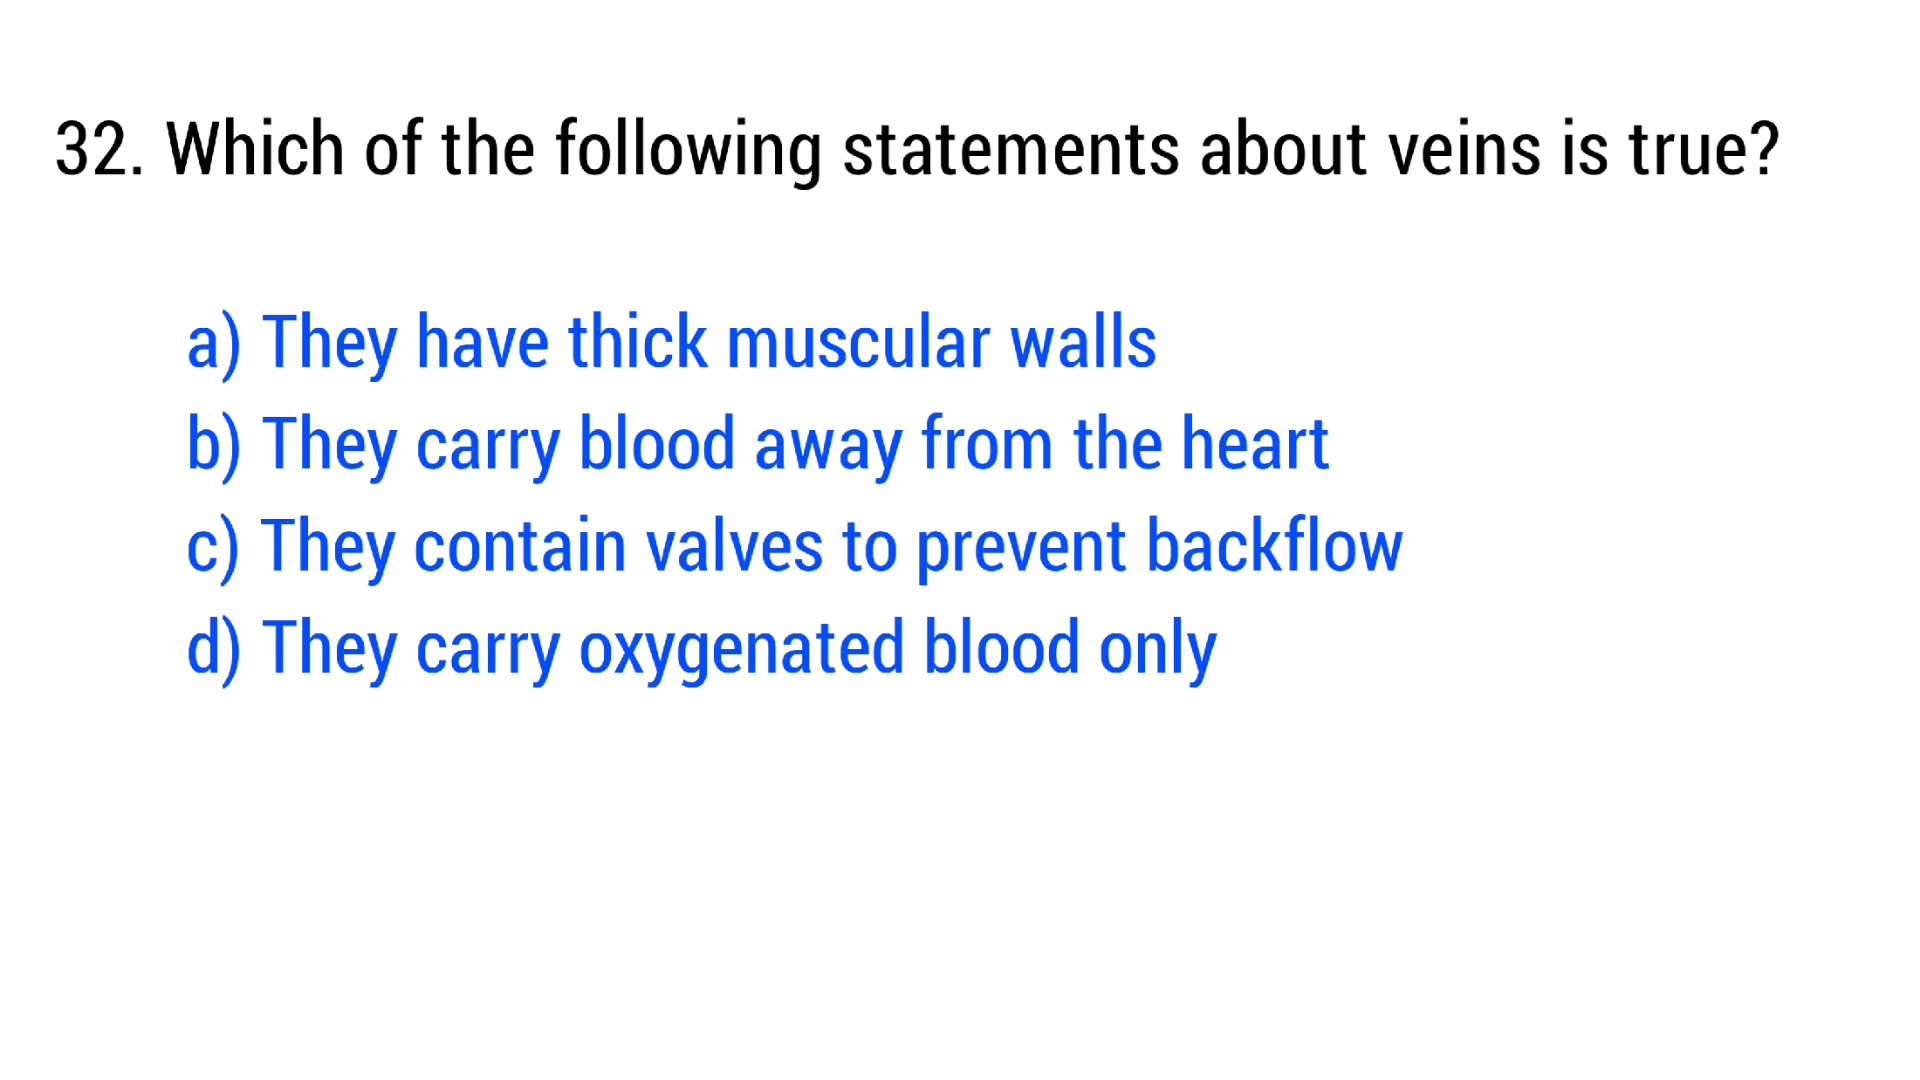 32. Which of the following statements about veins is true?
a) They have thick muscular walls
b) They carry blood away from the heart
c) They contain valves to prevent backflow
d) They carry oxygenated blood only